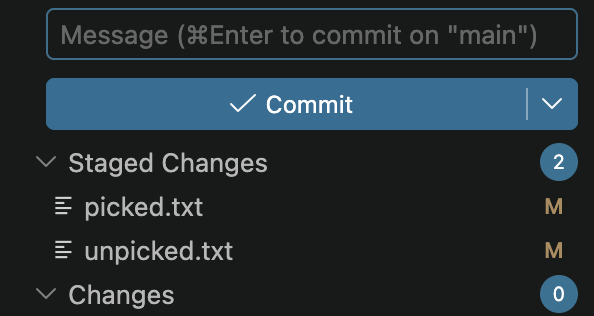 Message (⌘Enter to commit on "main")
Commit
Staged Changes 2
picked.txt M
unpicked.txt M
Changes 0